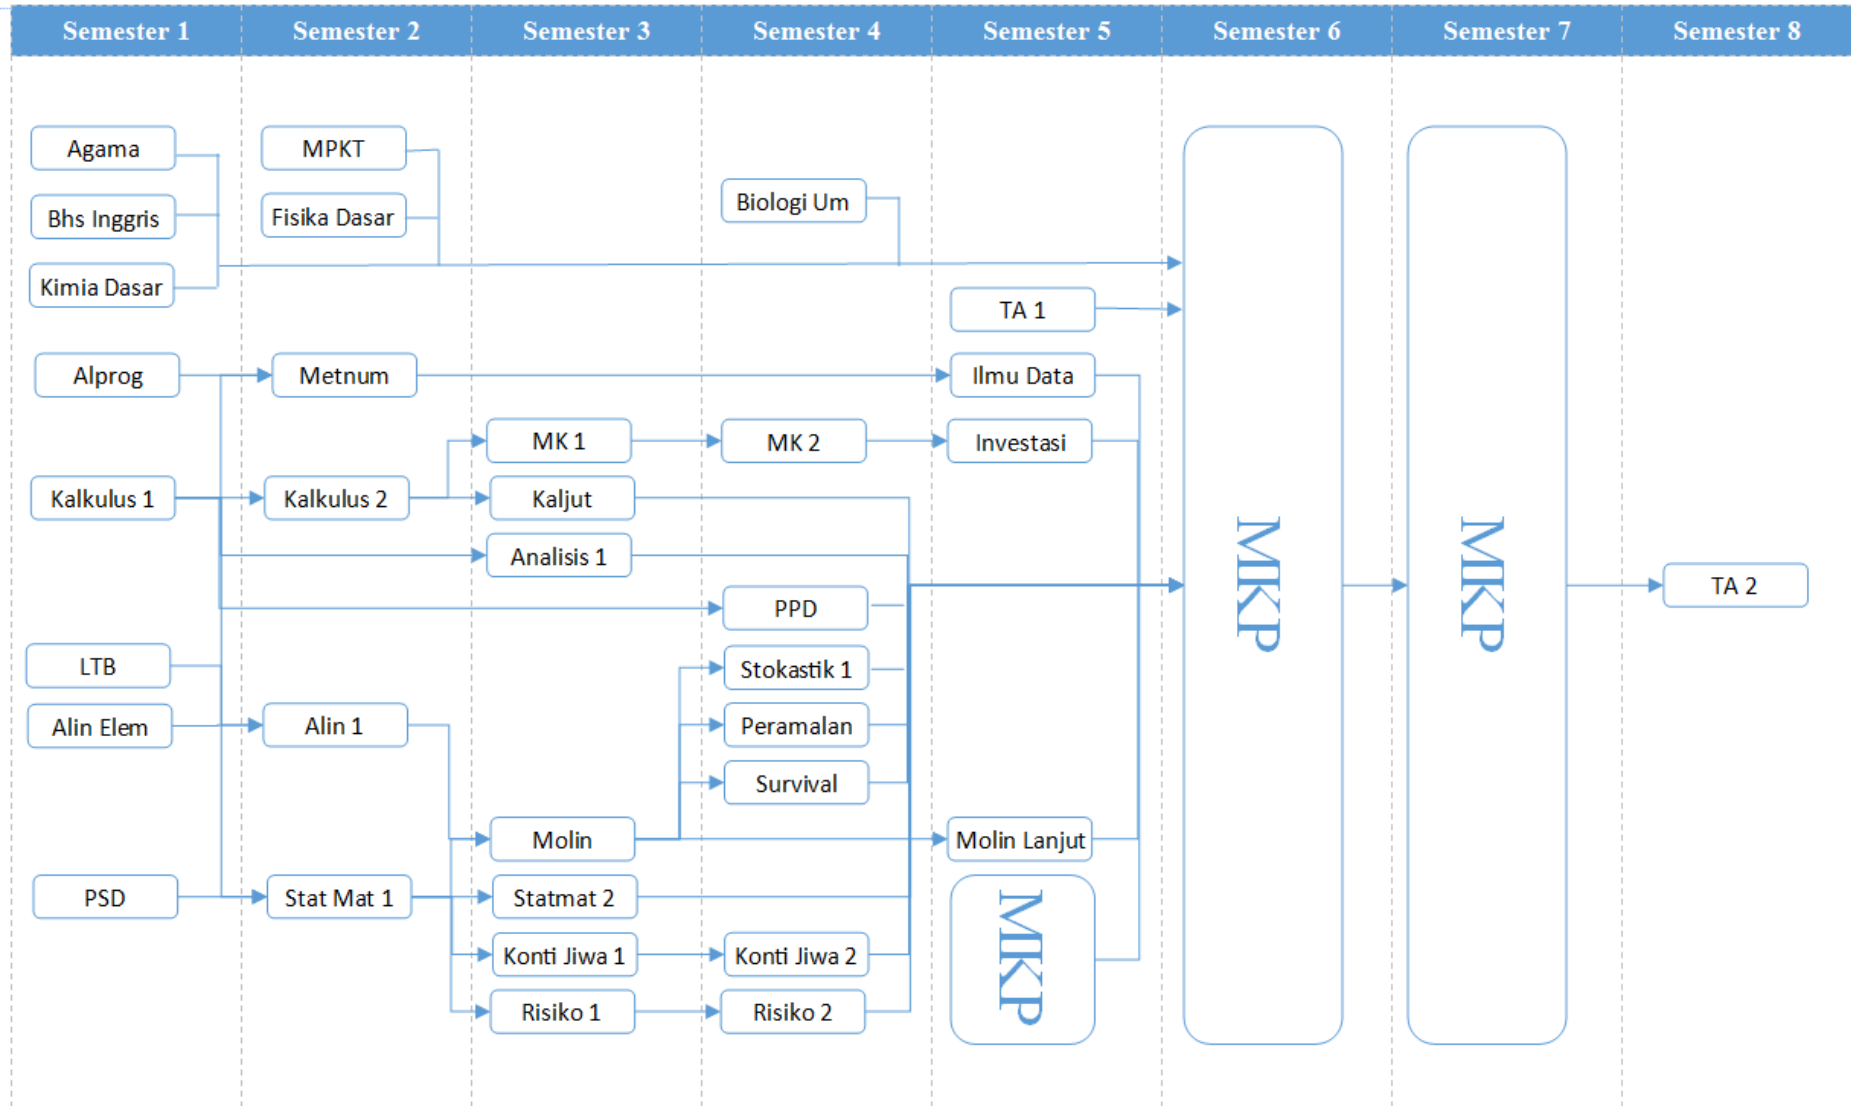 Semester 1
Semester 2
Semester 3
Semester 4
Semester 5
Semester 6
Semester 7
Semester 8
Agama
Bhs Inggris
Kimia Dasar
Alprog
Kalkulus 1
LTB
Alin Elem
PSD
MPKT
Fisika Dasar
Metnum
Kalkulus 2
Alin 1
Stat Mat 1
MK 1
Kaljut
Analisis 1
Molin
Statmat 2
Konti Jiwa 1
Risiko 1
Biologi Um
MK 2
PPD
Stokastik 1
Peramalan
Survival
Konti Jiwa 2
Risiko 2
TA 1
Ilmu Data
Investasi
Molin Lanjut
MKP
MKP
MKP
TA 2